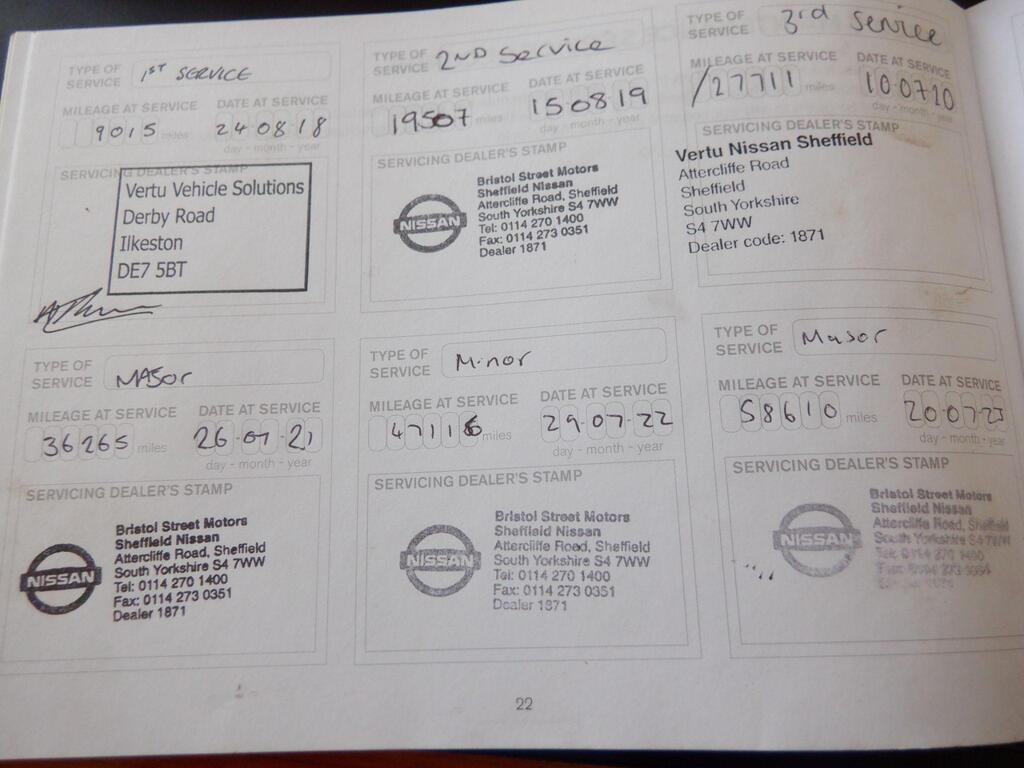 TYPE OF SERVICE 1ST SERVICE
MILEAGE AT SERVICE DATE AT SERVICE
9015 miles 24 08 18
day - month - year
SERVICING DEALER'S STAMP
Vertu Vehicle Solutions
Derby Road
Ilkeston
DE7 5BT
TYPE OF SERVICE 2ND Service
MILEAGE AT SERVICE DATE AT SERVICE
19507 miles 15 08 19
day - month - year
SERVICING DEALER'S STAMP
NISSAN
Bristol Street Motors
Sheffield Nissan
Attercliffe Road, Sheffield
South Yorkshire S4 7WW
Tel: 0114 270 1400
Fax: 0114 273 0351
Dealer 1871
TYPE OF SERVICE 3rd Service
MILEAGE AT SERVICE DATE AT SERVICE
/27711 miles 10 07 20
day - month - year
SERVICING DEALER'S STAMP
Vertu Nissan Sheffield
Attercliffe Road
Sheffield
South Yorkshire
S4 7WW
Dealer code: 1871
TYPE OF SERVICE MAJor
MILEAGE AT SERVICE DATE AT SERVICE
36265 miles 26 07 21
day - month - year
SERVICING DEALER'S STAMP
NISSAN
Bristol Street Motors
Sheffield Nissan
Attercliffe Road, Sheffield
South Yorkshire S4 7WW
Tel: 0114 270 1400
Fax: 0114 273 0351
Dealer 1871
TYPE OF SERVICE Minor
MILEAGE AT SERVICE DATE AT SERVICE
47116 miles 29 07 22
day - month - year
SERVICING DEALER'S STAMP
NISSAN
Bristol Street Motors
Sheffield Nissan
Attercliffe Road, Sheffield
South Yorkshire S4 7WW
Tel: 0114 270 1400
Fax: 0114 273 0351
Dealer 1871
TYPE OF SERVICE Major
MILEAGE AT SERVICE DATE AT SERVICE
58610 miles 20 07 23
day - month - year
SERVICING DEALER'S STAMP
NISSAN
Bristol Street Motors
Sheffield Nissan
Attercliffe Road, Sheffield
South Yorkshire S4 7WW
Tel: 0114 270 1400
22